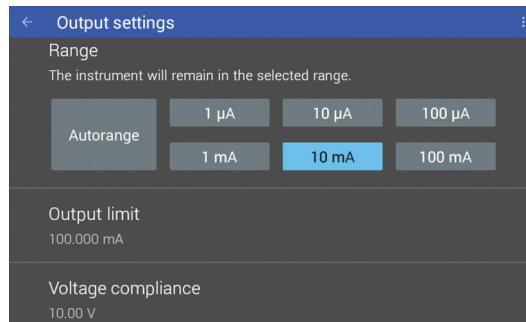 Output settings
Range
The instrument will remain in the selected range.
Autorange
1 µA
10 µA
100 µA
1 mA
10 mA
100 mA
Output limit
100.000 mA
Voltage compliance
10.00 V